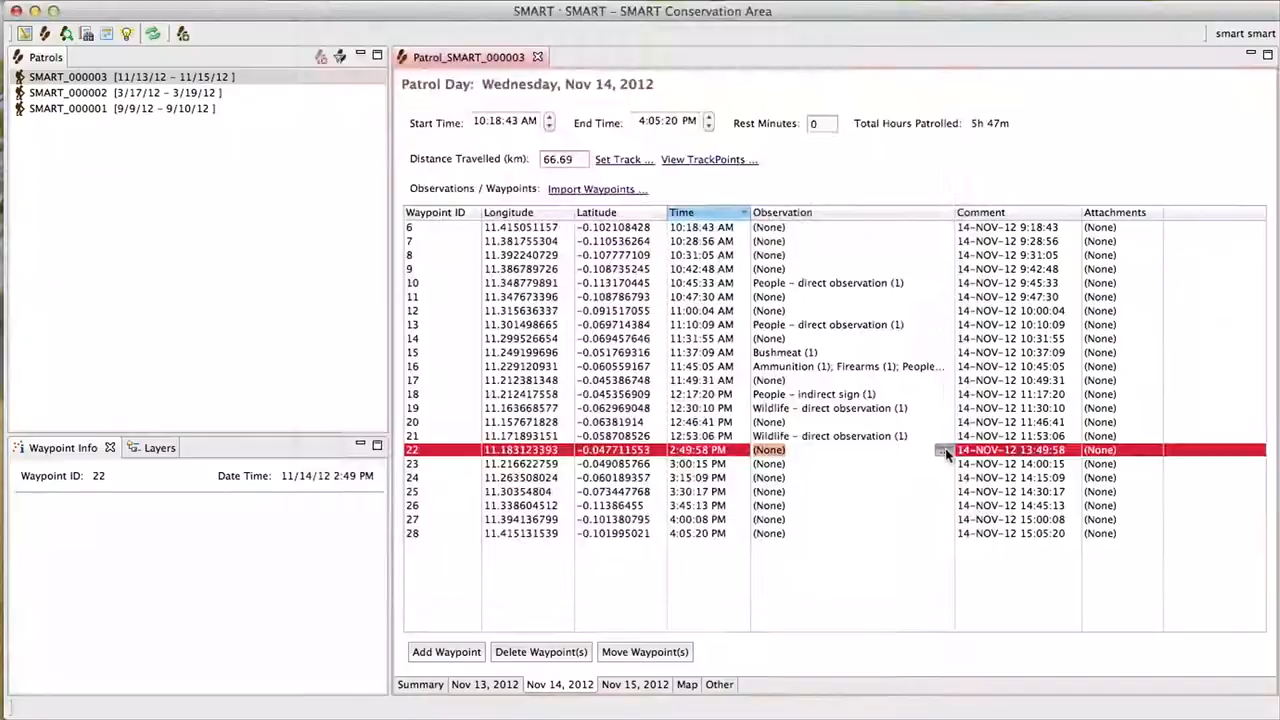 SMART : SMART - SMART Conservation Area
smart smart
Patrols
SMART_000003 [11/13/12 - 11/15/12 ]
SMART_000002 [3/17/12 - 3/19/12 ]
SMART_000001 [9/9/12 - 9/10/12 ]
Waypoint Info Layers
Waypoint ID: 22 Date Time: 11/14/12 2:49 PM
Patrol_SMART_000003
Patrol Day: Wednesday, Nov 14, 2012
Start Time: 10:18:43 AM End Time: 4:05:20 PM Rest Minutes: 0 Total Hours Patrolled: 5h 47m
Distance Travelled (km): 66.69 Set Track ... View TrackPoints ...
Observations / Waypoints: Import Waypoints ...
Waypoint ID Longitude Latitude Time Observation Comment Attachments
6 11.415051157 -0.102108428 10:18:43 AM (None) 14-NOV-12 9:18:43 (None)
7 11.381755304 -0.110536264 10:28:56 AM (None) 14-NOV-12 9:28:56 (None)
8 11.392240729 -0.107777109 10:31:05 AM (None) 14-NOV-12 9:31:05 (None)
9 11.386789726 -0.108735245 10:42:48 AM (None) 14-NOV-12 9:42:48 (None)
10 11.348779891 -0.113170445 10:45:33 AM People - direct observation (1) 14-NOV-12 9:45:33 (None)
11 11.347673396 -0.108786793 10:47:30 AM (None) 14-NOV-12 9:47:30 (None)
12 11.315636337 -0.091517055 11:00:04 AM (None) 14-NOV-12 10:00:04 (None)
13 11.301498665 -0.069714384 11:10:09 AM People - direct observation (1) 14-NOV-12 10:10:09 (None)
14 11.299526654 -0.069457646 11:31:55 AM (None) 14-NOV-12 10:31:55 (None)
15 11.249199696 -0.051769316 11:37:09 AM Bushmeat (1) 14-NOV-12 10:37:09 (None)
16 11.229120931 -0.060559167 11:45:05 AM Ammunition (1); Firearms (1); People... 14-NOV-12 10:45:05 (None)
17 11.212381348 -0.045386748 11:49:31 AM (None) 14-NOV-12 10:49:31 (None)
18 11.212417558 -0.045356909 12:17:20 PM People - indirect sign (1) 14-NOV-12 11:17:20 (None)
19 11.163668577 -0.062969048 12:30:10 PM Wildlife - direct observation (1) 14-NOV-12 11:30:10 (None)
20 11.157671828 -0.06381914 12:46:41 PM (None) 14-NOV-12 11:46:41 (None)
21 11.171893151 -0.058708526 12:53:06 PM Wildlife - direct observation (1) 14-NOV-12 11:53:06 (None)
22 11.183123393 -0.047711553 2:49:58 PM (None) ... 14-NOV-12 13:49:58 (None)
23 11.216622759 -0.049085766 3:00:15 PM (None) 14-NOV-12 14:00:15 (None)
24 11.263508024 -0.060189357 3:15:09 PM (None) 14-NOV-12 14:15:09 (None)
25 11.30354804 -0.073447768 3:30:17 PM (None) 14-NOV-12 14:30:17 (None)
26 11.338604512 -0.11386455 3:45:13 PM (None) 14-NOV-12 14:45:13 (None)
27 11.394136799 -0.101380795 4:00:08 PM (None) 14-NOV-12 15:00:08 (None)
28 11.415131539 -0.101995021 4:05:20 PM (None) 14-NOV-12 15:05:20 (None)
Add Waypoint Delete Waypoint(s) Move Waypoint(s)
Summary Nov 13, 2012 Nov 14, 2012 Nov 15, 2012 Map Other